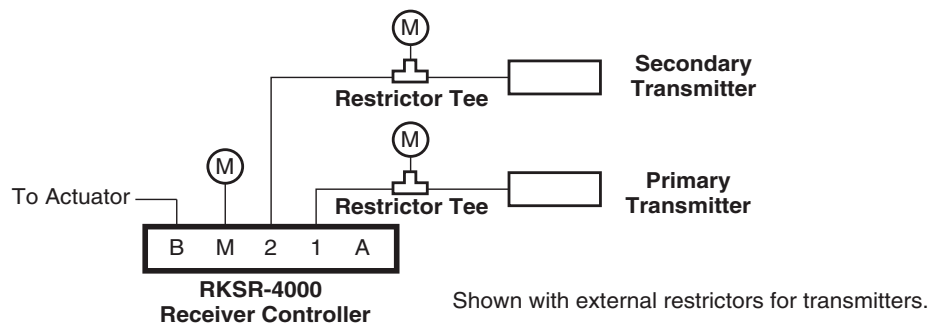 M
Secondary
Transmitter
Restrictor Tee
M
M
To Actuator
Primary
Transmitter
Restrictor Tee
B M 2 1 A
RKSR-4000
Receiver Controller
Shown with external restrictors for transmitters.